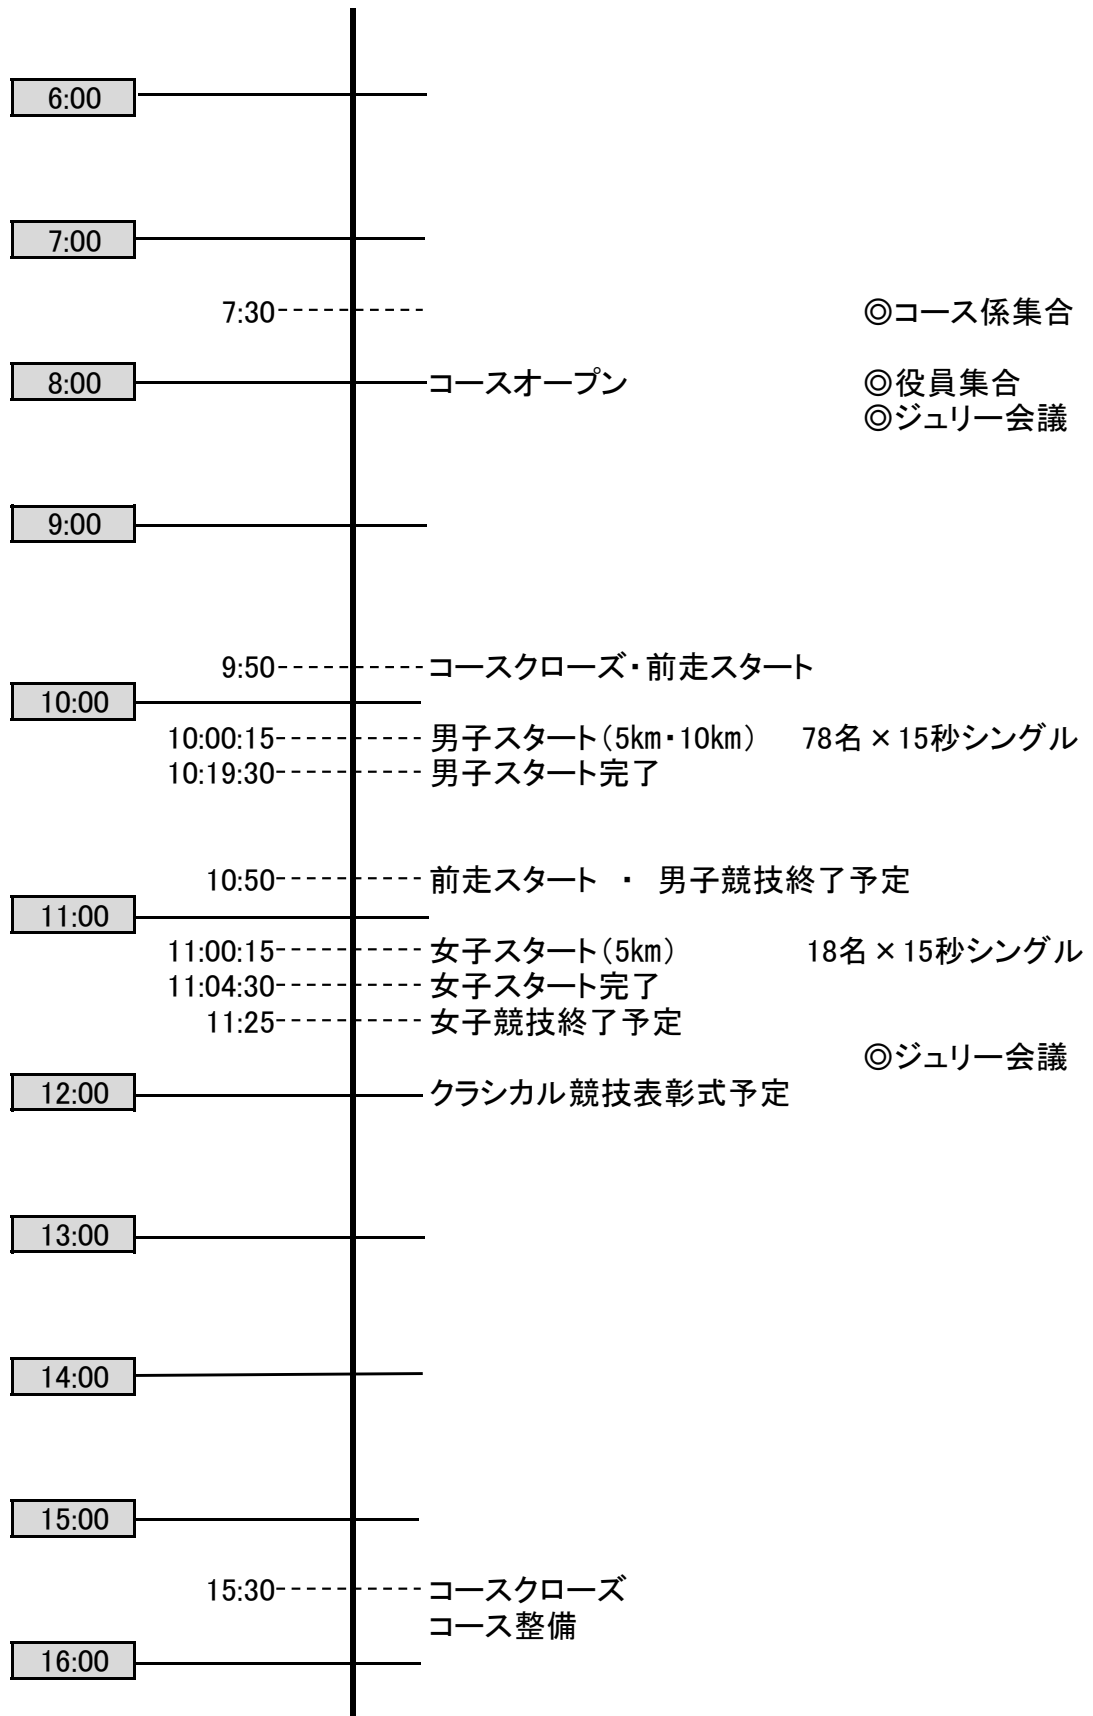 6:00
7:00
7:30 ◎コース係集合
8:00 コースオープン ◎役員集合
◎ジュリー会議
9:00
9:50 コースクローズ・前走スタート
10:00
10:00:15 男子スタート（5km・10km） 78名×15秒シングル
10:19:30 男子スタート完了
10:50 前走スタート ・ 男子競技終了予定
11:00
11:00:15 女子スタート（5km） 18名×15秒シングル
11:04:30 女子スタート完了
11:25 女子競技終了予定
◎ジュリー会議
12:00 クラシカル競技表彰式予定
13:00
14:00
15:00
15:30 コースクローズ
コース整備
16:00